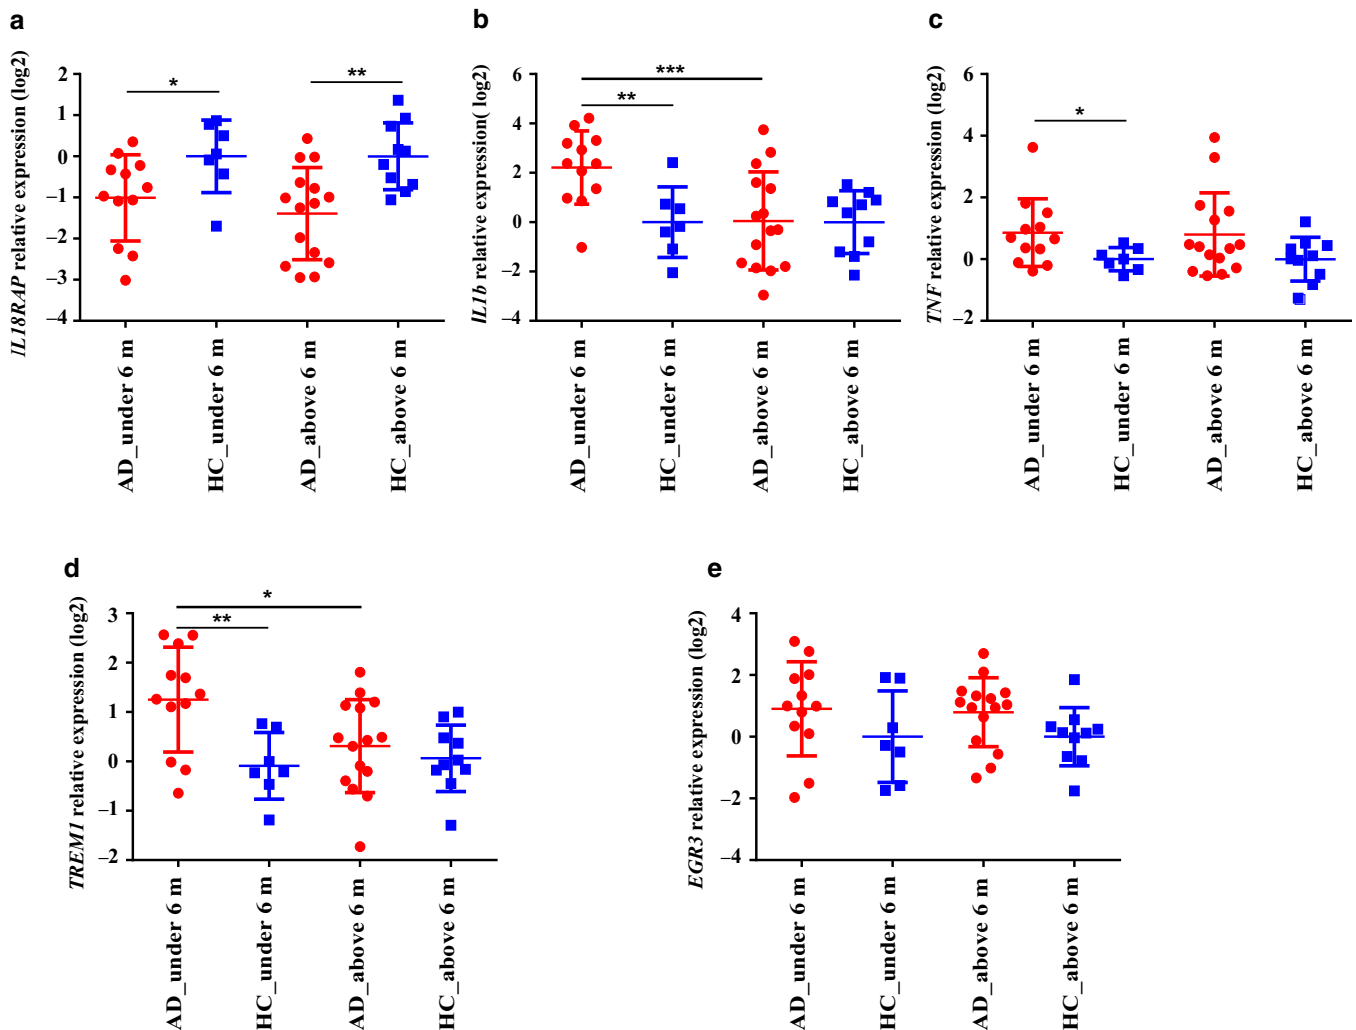 a
IL18RAP relative expression (log2)
2
1
0
–1
–2
–3
–4
*
**
AD_under 6 m
HC_under 6 m
AD_above 6 m
HC_above 6 m
b
IL1b relative expression( log2)
6
4
2
0
–2
–4
***
**
AD_under 6 m
HC_under 6 m
AD_above 6 m
HC_above 6 m
c
TNF relative expression (log2)
6
4
2
0
–2
*
AD_under 6 m
HC_under 6 m
AD_above 6 m
HC_above 6 m
d
TREM1 relative expression (log2)
3
2
1
0
–1
–2
*
**
AD_under 6 m
HC_under 6 m
AD_above 6 m
HC_above 6 m
e
EGR3 relative expression (log2)
4
2
0
–2
–4
AD_under 6 m
HC_under 6 m
AD_above 6 m
HC_above 6 m